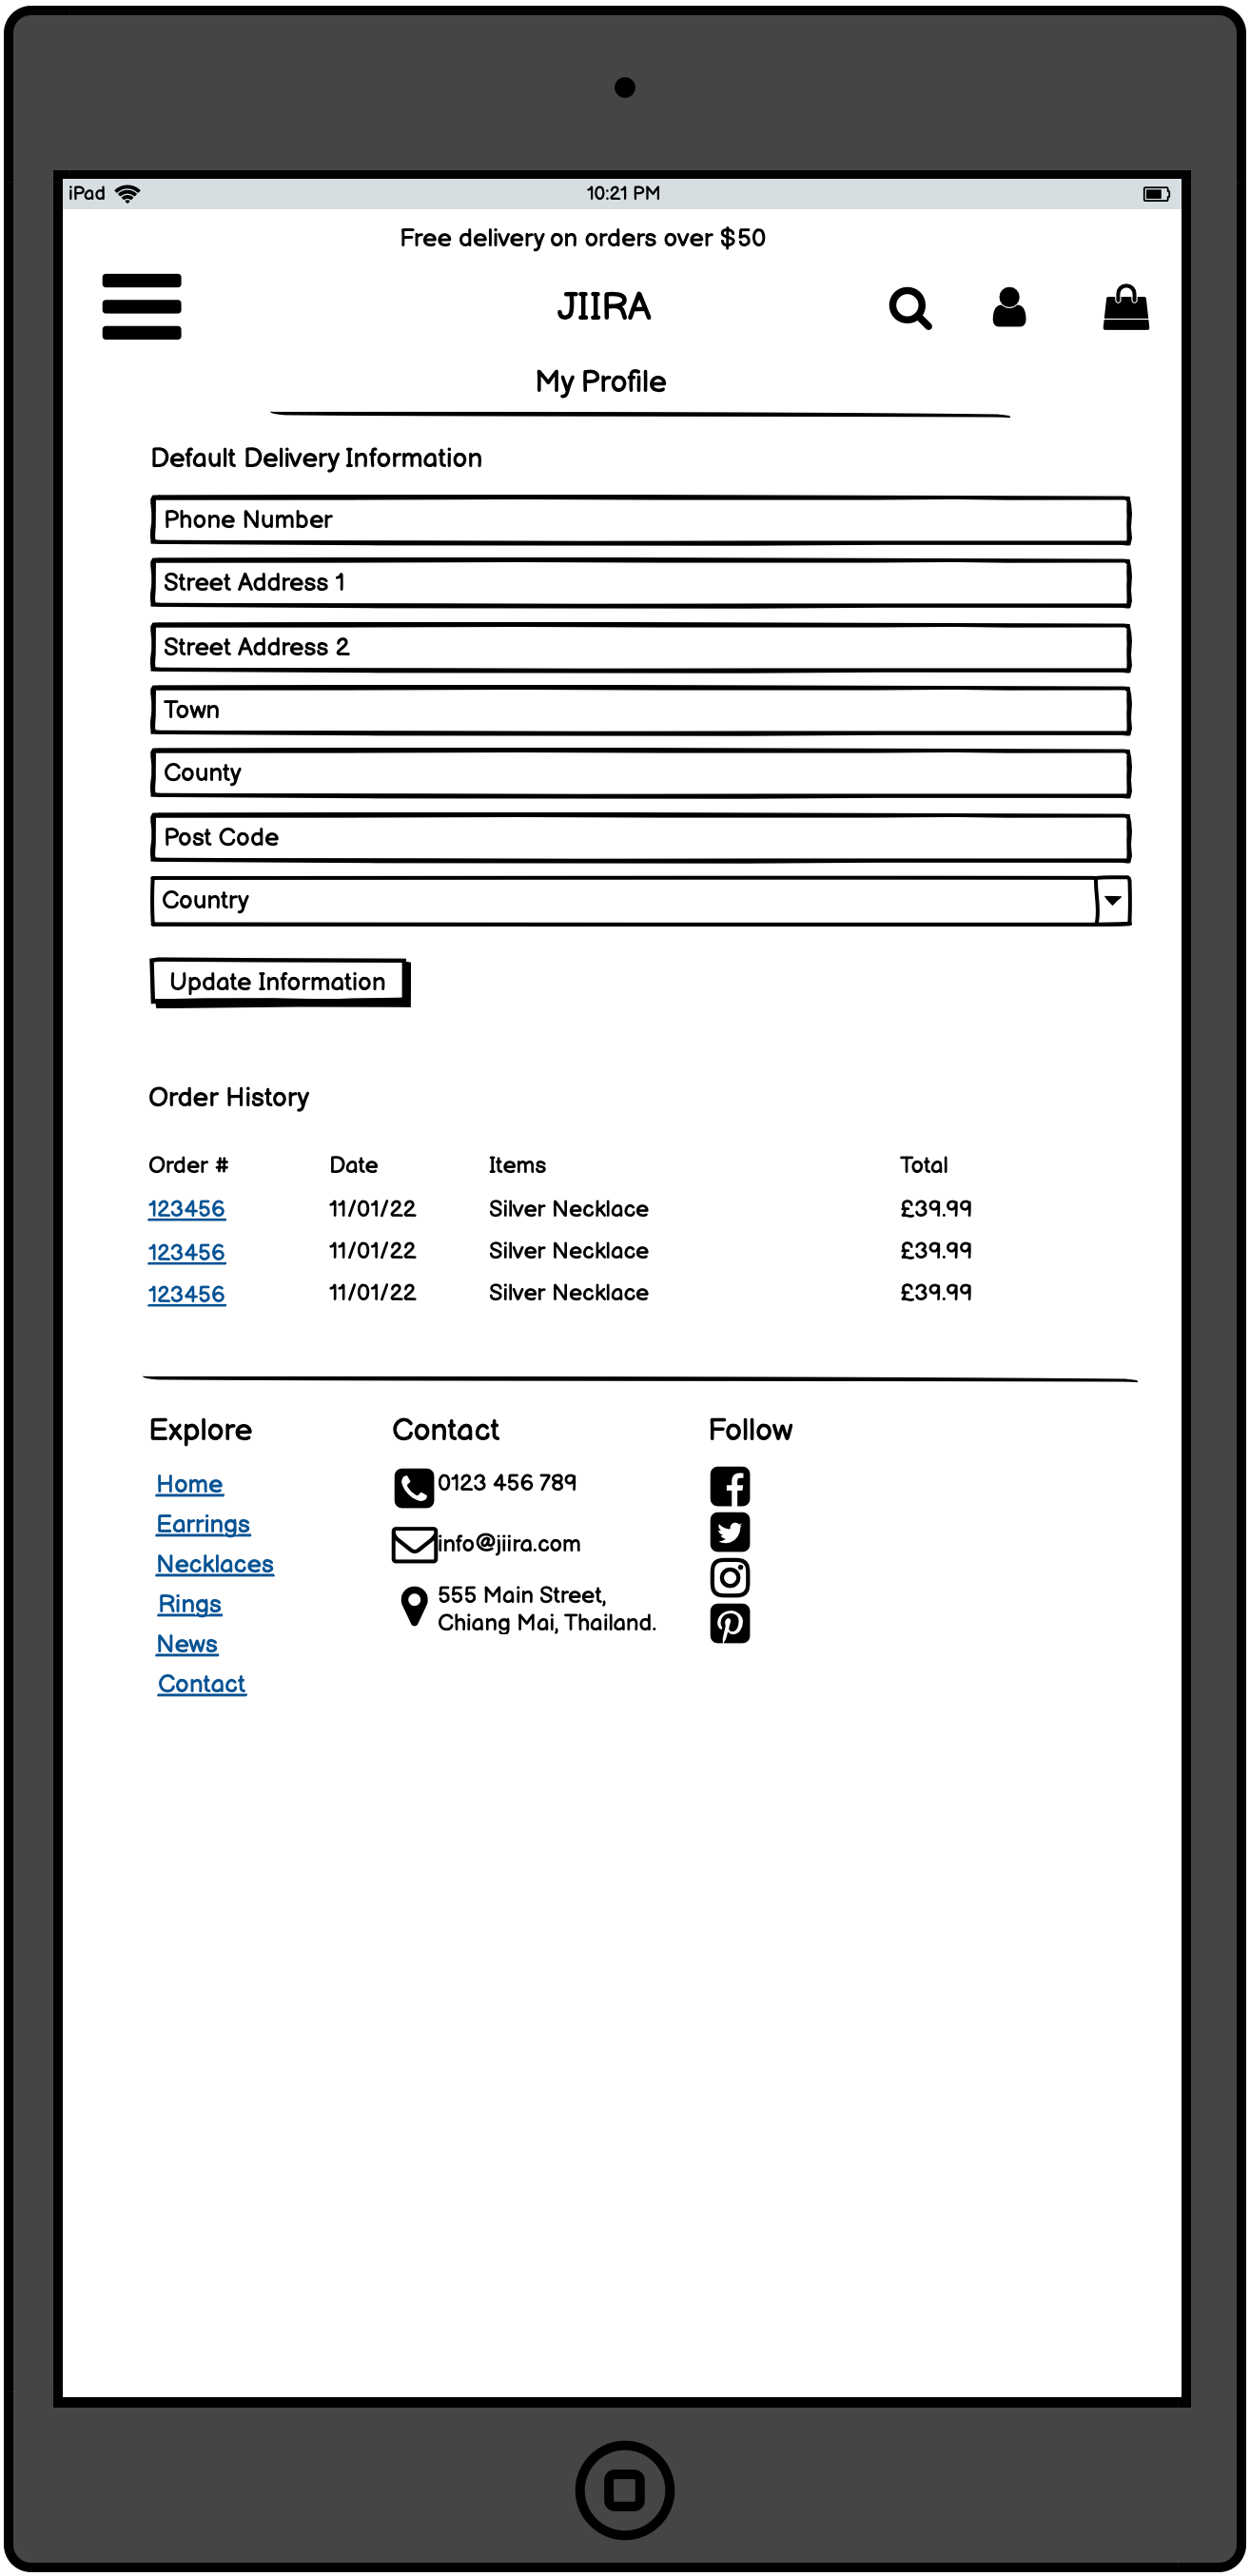 iPad
10:21 PM
Free delivery on orders over $50
JIIRA
My Profile
Default Delivery Information
Phone Number
Street Address 1
Street Address 2
Town
County
Post Code
Country
Update Information
Order History
Order # Date Items Total
123456 11/01/22 Silver Necklace £39.99
123456 11/01/22 Silver Necklace £39.99
123456 11/01/22 Silver Necklace £39.99
Explore
Home
Earrings
Necklaces
Rings
News
Contact
Contact
0123 456 789
info@jiira.com
555 Main Street,
Chiang Mai, Thailand.
Follow